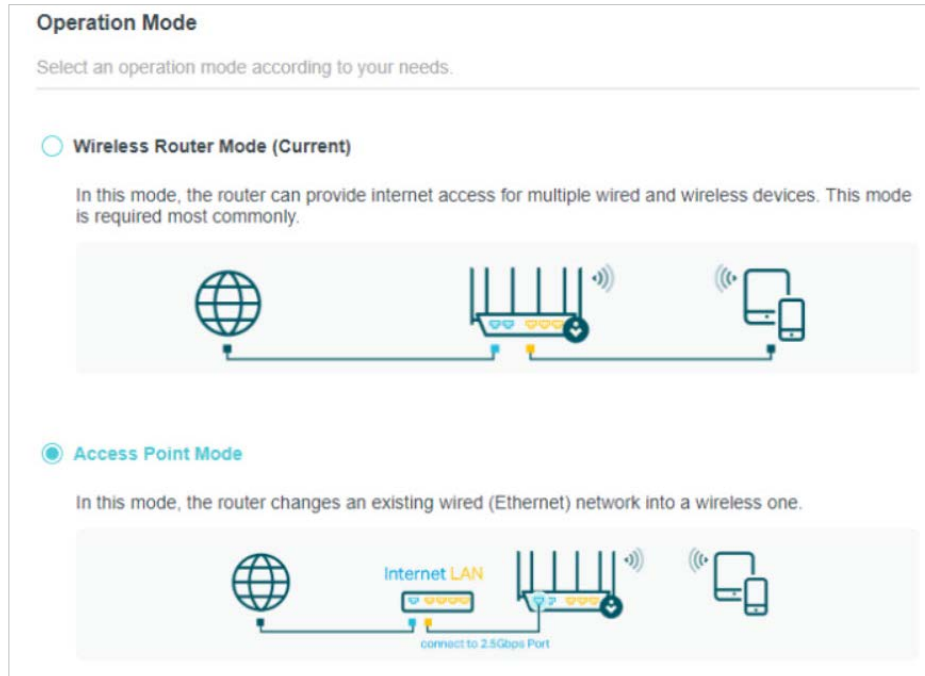 Operation Mode
Select an operation mode according to your needs.
Wireless Router Mode (Current)
In this mode, the router can provide internet access for multiple wired and wireless devices. This mode
is required most commonly.
Access Point Mode
In this mode, the router changes an existing wired (Ethernet) network into a wireless one.
Internet LAN
connect to 2.5Gbps Port